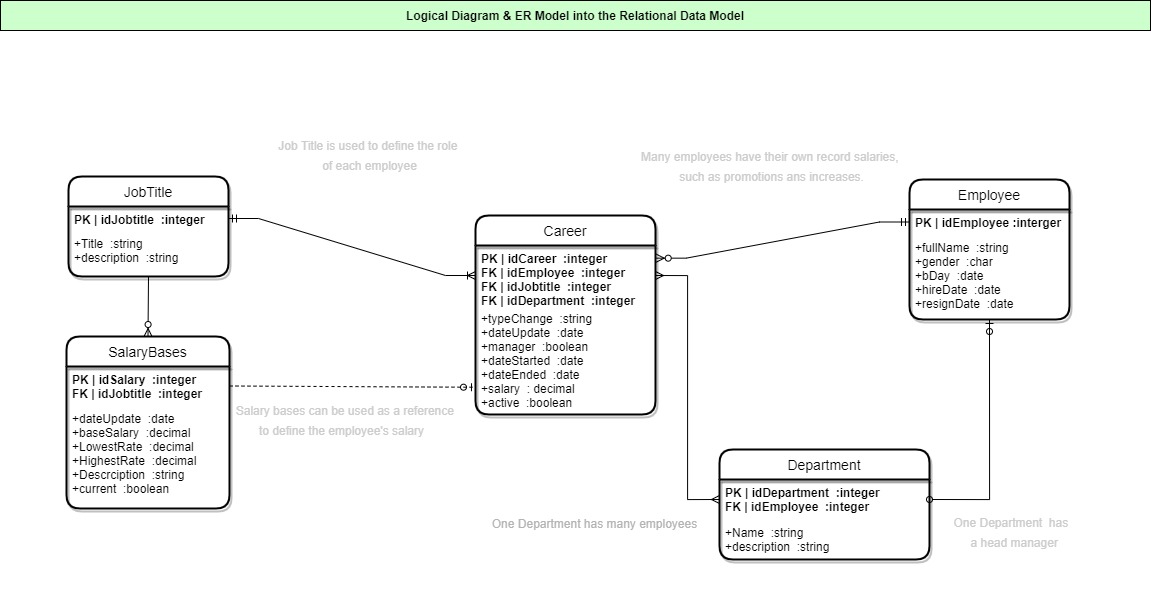 Logical Diagram & ER Model into the Relational Data Model
Job Title is used to define the role
of each employee
Many employees have their own record salaries,
such as promotions ans increases.
JobTitle
PK | idJobtitle :integer
+Title :string
+description :string
Employee
PK | idEmployee :interger
+fullName :string
+gender :char
+bDay :date
+hireDate :date
+resignDate :date
Career
PK | idCareer :integer
FK | idEmployee :integer
FK | idJobtitle :integer
FK | idDepartment :integer
+typeChange :string
+dateUpdate :date
+manager :boolean
+dateStarted :date
+dateEnded :date
+salary : decimal
+active :boolean
SalaryBases
PK | idSalary :integer
FK | idJobtitle :integer
+dateUpdate :date
+baseSalary :decimal
+LowestRate :decimal
+HighestRate :decimal
+Descrciption :string
+current :boolean
Salary bases can be used as a reference
to define the employee's salary
Department
PK | idDepartment :integer
FK | idEmployee :integer
+Name :string
+description :string
One Department has many employees
One Department has
a head manager